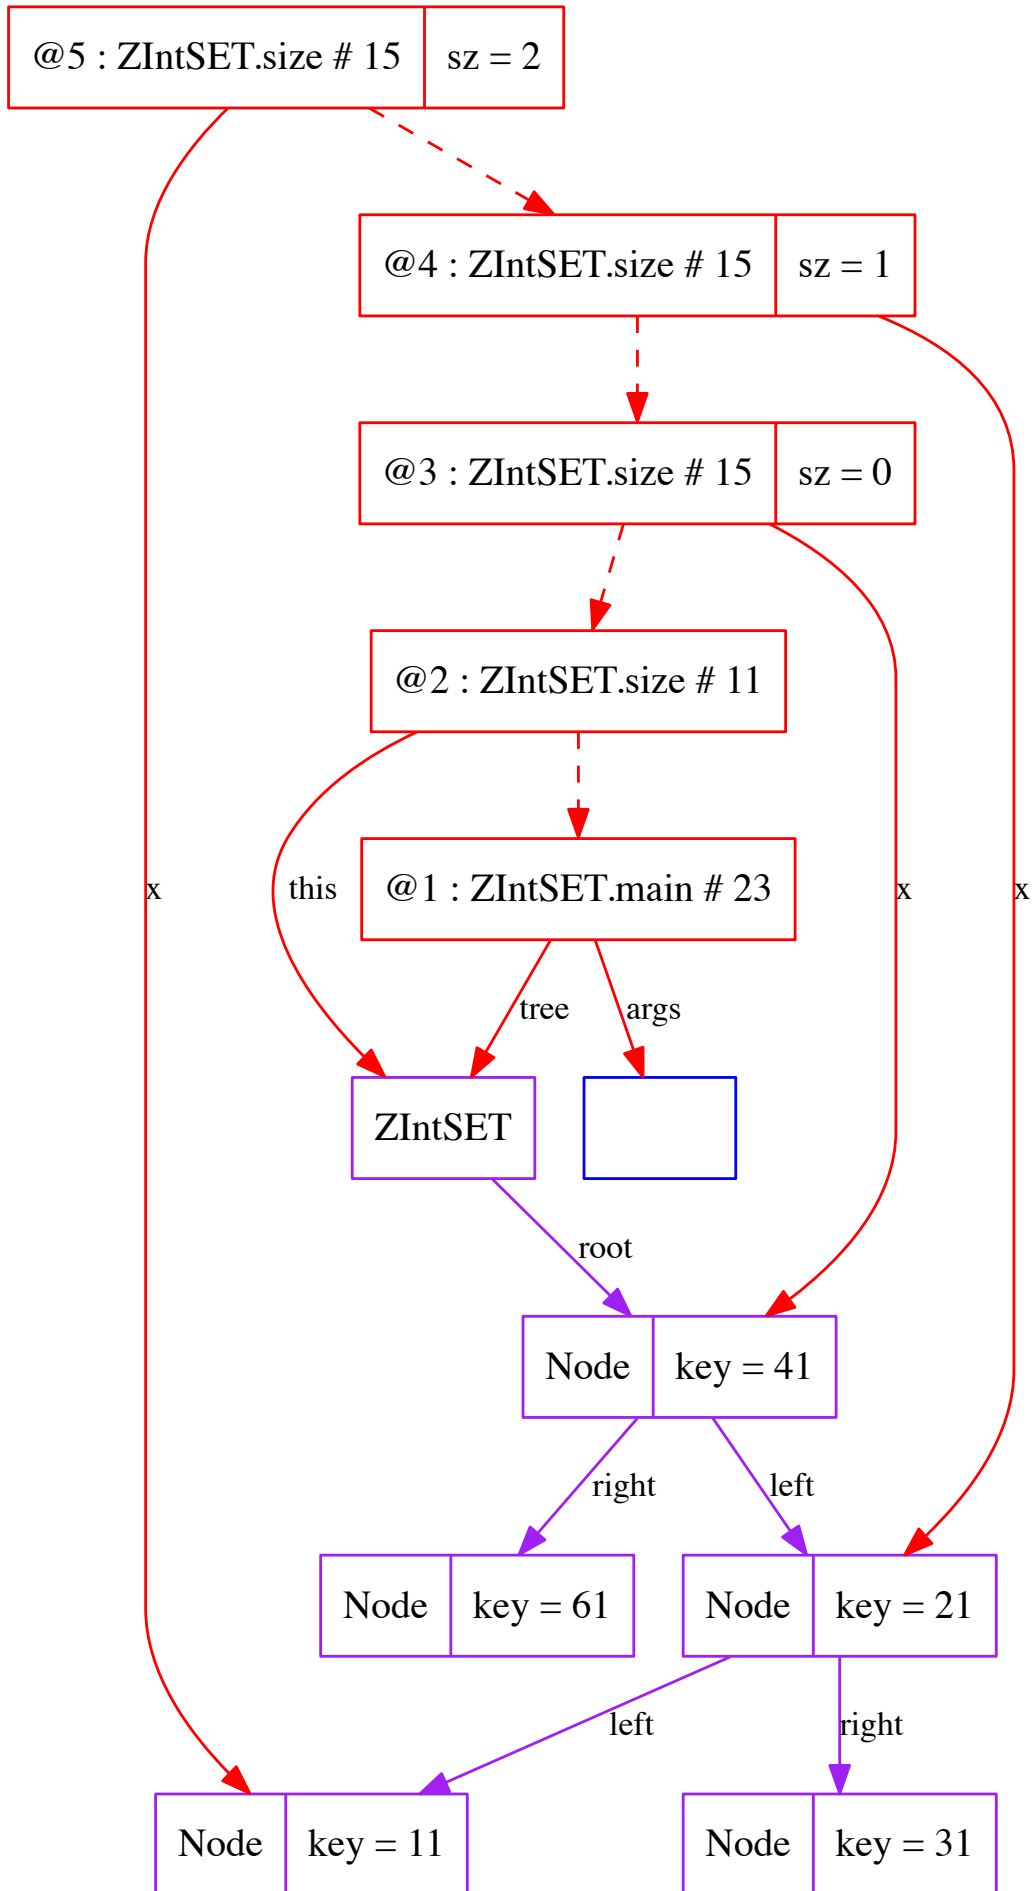 @5 : ZIntSET.size # 15 sz = 2
@4 : ZIntSET.size # 15 sz = 1
@3 : ZIntSET.size # 15 sz = 0
@2 : ZIntSET.size # 11
x this @1 : ZIntSET.main # 23 x x
tree args
ZIntSET
root
Node key = 41
right left
Node key = 61 Node key = 21
left right
Node key = 11 Node key = 31